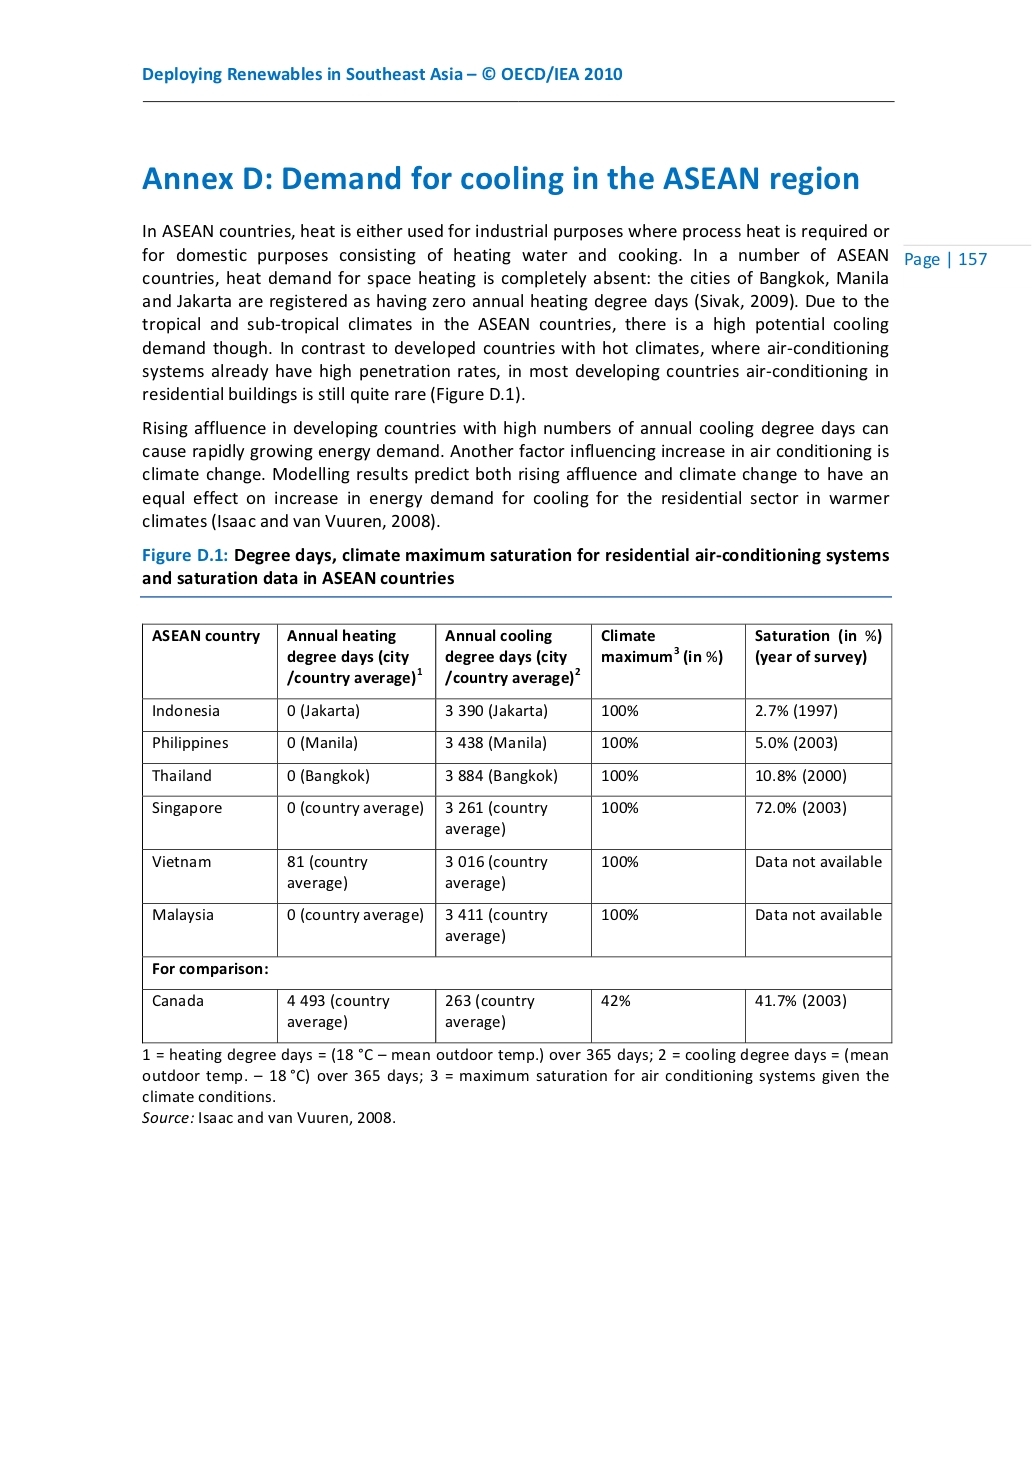 Deploying Renewables in Southeast Asia – © OECD/IEA 2010
Annex D: Demand for cooling in the ASEAN region
In ASEAN countries, heat is either used for industrial purposes where process heat is required or
for domestic purposes consisting of heating water and cooking. In a number of ASEAN
Page | 157
countries, heat demand for space heating is completely absent: the cities of Bangkok, Manila
and Jakarta are registered as having zero annual heating degree days (Sivak, 2009). Due to the
tropical and sub-tropical climates in the ASEAN countries, there is a high potential cooling
demand though. In contrast to developed countries with hot climates, where air-conditioning
systems already have high penetration rates, in most developing countries air-conditioning in
residential buildings is still quite rare (Figure D.1).
Rising affluence in developing countries with high numbers of annual cooling degree days can
cause rapidly growing energy demand. Another factor influencing increase in air conditioning is
climate change. Modelling results predict both rising affluence and climate change to have an
equal effect on increase in energy demand for cooling for the residential sector in warmer
climates (Isaac and van Vuuren, 2008).
Figure D.1: Degree days, climate maximum saturation for residential air-conditioning systems
and saturation data in ASEAN countries
ASEAN country
Annual heating
degree days (city
/country average)1
Annual cooling
degree days (city
/country average)2
Climate
maximum3 (in %)
Saturation (in %)
(year of survey)
Indonesia
0 (Jakarta)
3 390 (Jakarta)
100%
2.7% (1997)
Philippines
0 (Manila)
3 438 (Manila)
100%
5.0% (2003)
Thailand
0 (Bangkok)
3 884 (Bangkok)
100%
10.8% (2000)
Singapore
0 (country average)
3 261 (country
average)
100%
72.0% (2003)
Vietnam
81 (country
average)
3 016 (country
average)
100%
Data not available
Malaysia
0 (country average)
3 411 (country
average)
100%
Data not available
For comparison:
Canada
4 493 (country
average)
263 (country
average)
42%
41.7% (2003)
1 = heating degree days = (18 °C – mean outdoor temp.) over 365 days; 2 = cooling degree days = (mean
outdoor temp. – 18 °C) over 365 days; 3 = maximum saturation for air conditioning systems given the
climate conditions.
Source: Isaac and van Vuuren, 2008.